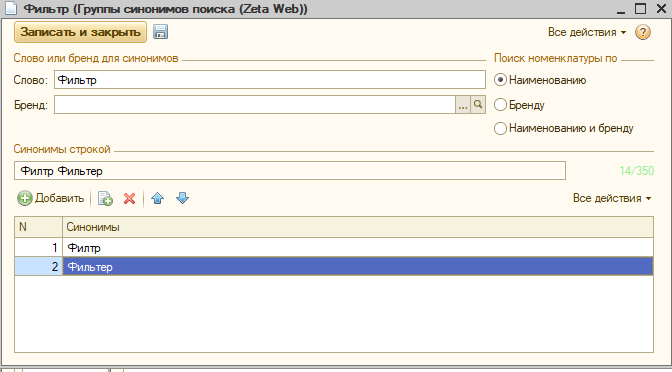 Фильтр (Группы синонимов поиска (Zeta Web))
Записать и закрыть Все действия ?
Слово или бренд для синонимов Поиск номенклатуры по
Слово: Фильтр Наименованию
Бренд: ... Бренду
Наименованию и бренду
Синонимы строкой
Филтр Фильтер 14/350
Добавить Все действия
N Синонимы
1 Филтр
2 Фильтер